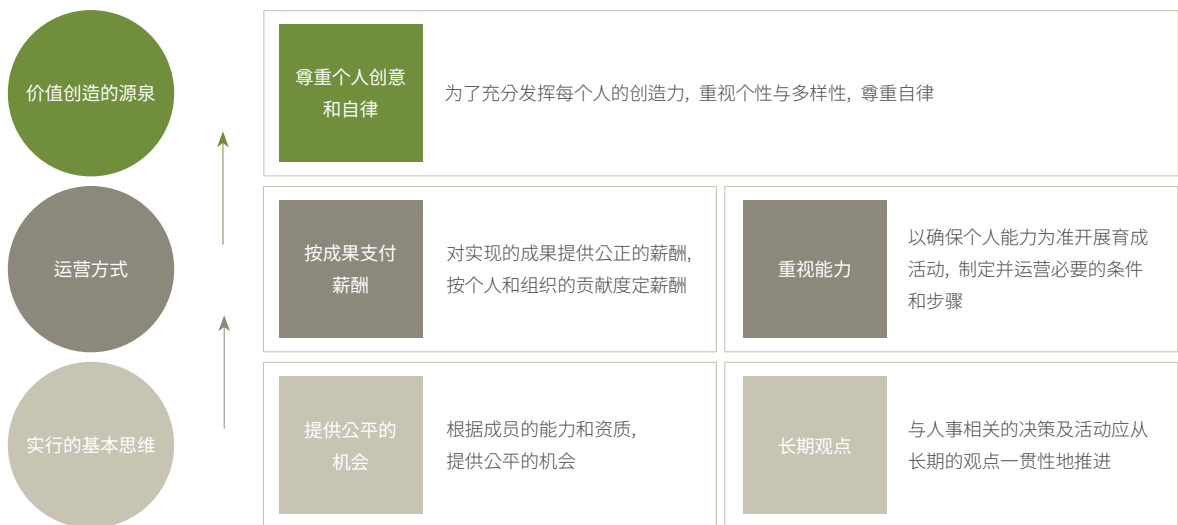 价值创造的源泉
尊重个人创意
和自律
为了充分发挥每个人的创造力, 重视个性与多样性, 尊重自律
运营方式
按成果支付
薪酬
对实现的成果提供公正的薪酬,
按个人和组织的贡献度定薪酬
重视能力
以确保个人能力为准开展育成
活动, 制定并运营必要的条件
和步骤
实行的基本思维
提供公平的
机会
根据成员的能力和资质,
提供公平的机会
长期观点
与人事相关的决策及活动应从
长期的观点一贯性地推进